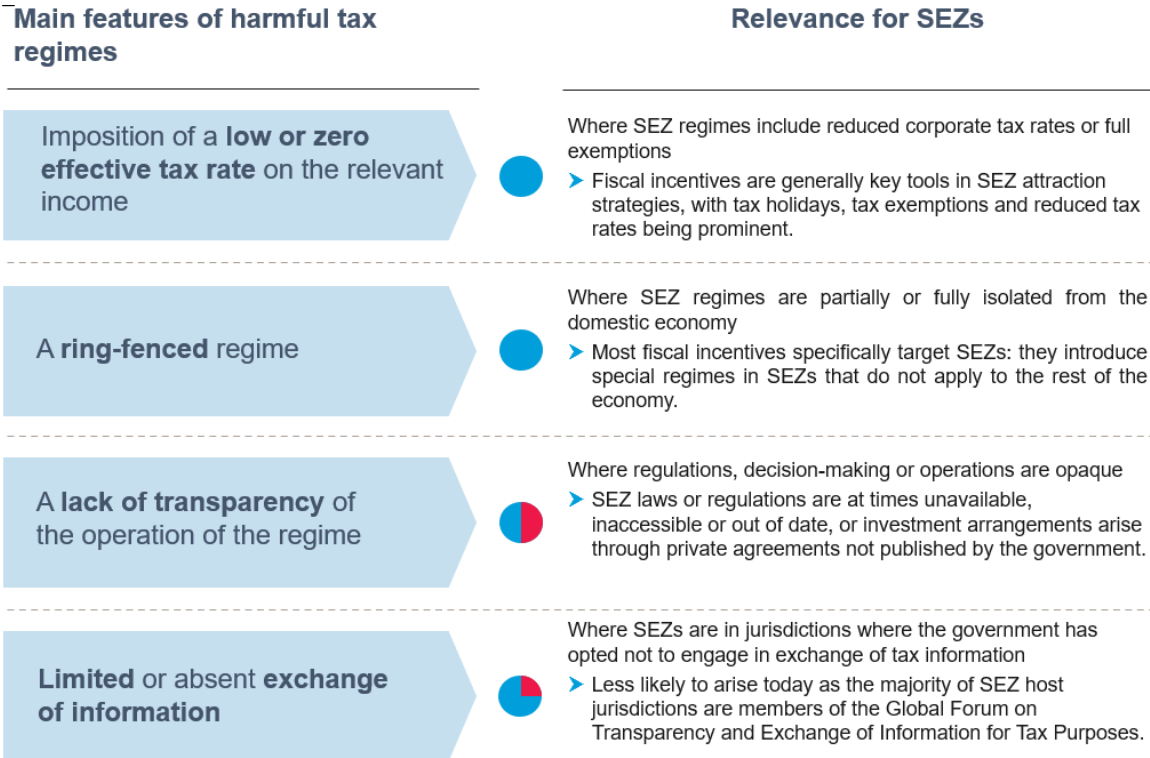 Main features of harmful tax
regimes
Relevance for SEZs
Imposition of a low or zero
effective tax rate on the relevant
income
Where SEZ regimes include reduced corporate tax rates or full
exemptions
Fiscal incentives are generally key tools in SEZ attraction
strategies, with tax holidays, tax exemptions and reduced tax
rates being prominent.
A ring-fenced regime
Where SEZ regimes are partially or fully isolated from the
domestic economy
Most fiscal incentives specifically target SEZs: they introduce
special regimes in SEZs that do not apply to the rest of the
economy.
A lack of transparency of
the operation of the regime
Where regulations, decision-making or operations are opaque
SEZ laws or regulations are at times unavailable,
inaccessible or out of date, or investment arrangements arise
through private agreements not published by the government.
Limited or absent exchange
of information
Where SEZs are in jurisdictions where the government has
opted not to engage in exchange of tax information
Less likely to arise today as the majority of SEZ host
jurisdictions are members of the Global Forum on
Transparency and Exchange of Information for Tax Purposes.